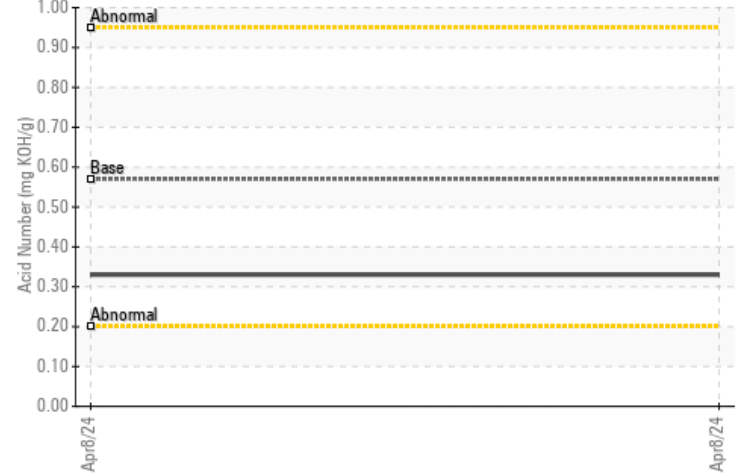 Acid Number (mg KOH/g)
1.00
0.90
0.80
0.70
0.60
0.50
0.40
0.30
0.20
0.10
0.00
Abnormal
Base
Abnormal
Apr8/24
Apr8/24